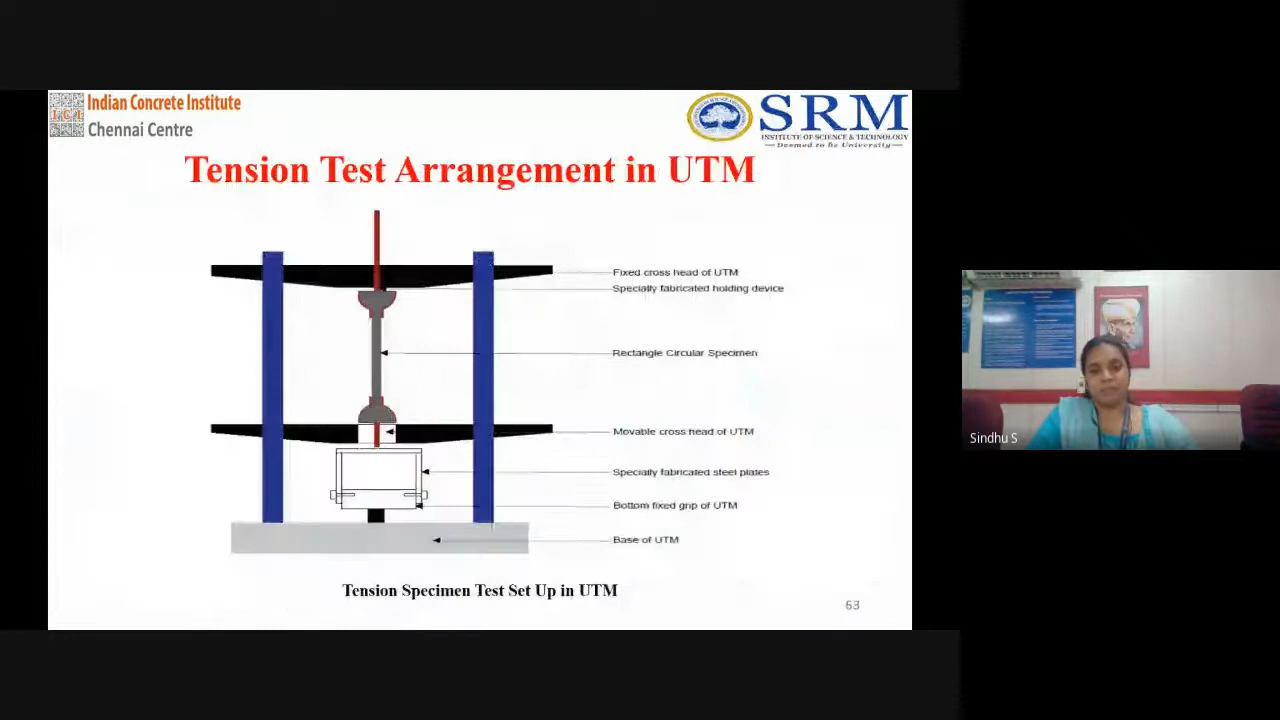 Indian Concrete Institute
ICI
Chennai Centre
SRM
INSTITUTE OF SCIENCE & TECHNOLOGY
Deemed to be University
Tension Test Arrangement in UTM
Fixed cross head of UTM
Specially fabricated holding device
Rectangle Circular Specimen
Movable cross head of UTM
Specially fabricated steel plates
Bottom fixed grip of UTM
Base of UTM
Tension Specimen Test Set Up in UTM
63
Sindhu S